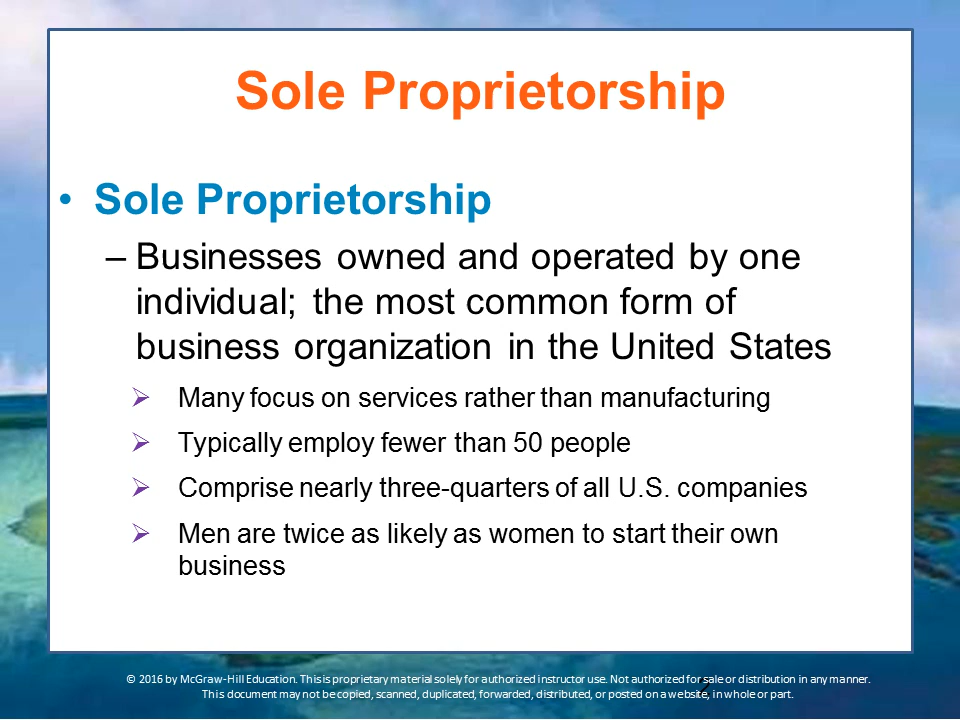 Sole Proprietorship
• Sole Proprietorship
– Businesses owned and operated by one
individual; the most common form of
business organization in the United States
➢ Many focus on services rather than manufacturing
➢ Typically employ fewer than 50 people
➢ Comprise nearly three-quarters of all U.S. companies
➢ Men are twice as likely as women to start their own
business
© 2016 by McGraw-Hill Education. This is proprietary material solely for authorized instructor use. Not authorized for sale or distribution in any manner.
This document may not be copied, scanned, duplicated, forwarded, distributed, or posted on a website, in whole or part.